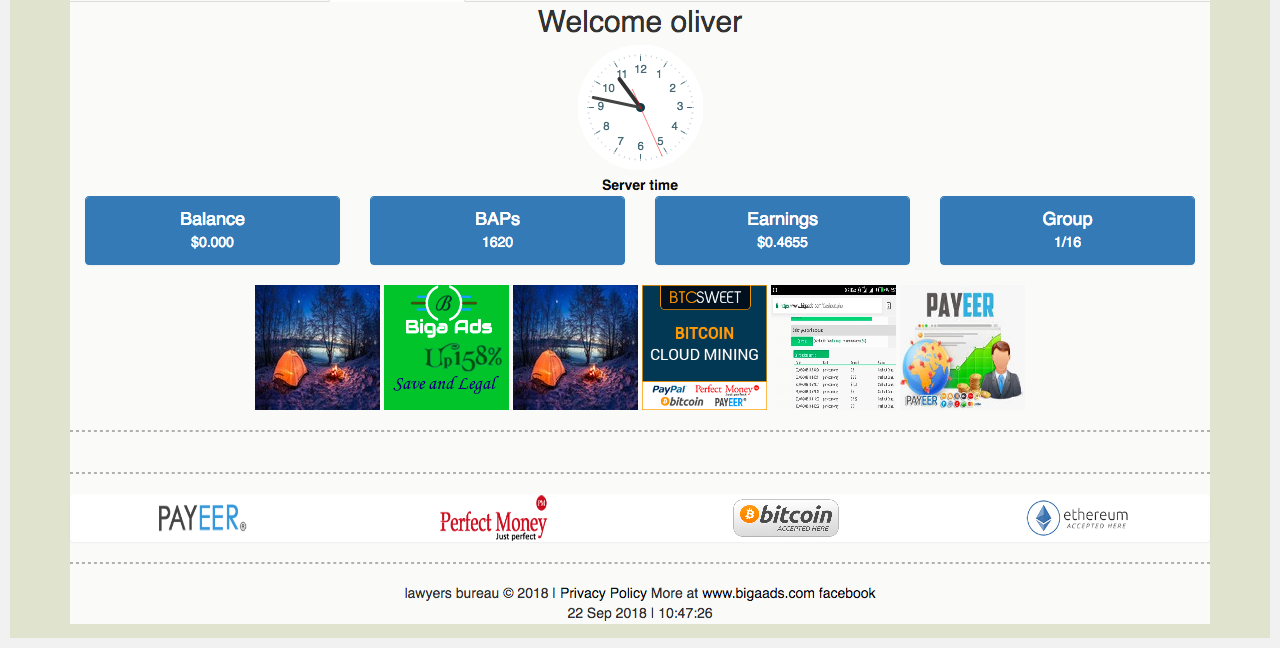 Welcome oliver
12
11 1
10 2
9 3
8 4
7 5
6
Server time
Balance BAPs Earnings Group
$0.000 1620 $0.4655 1/16
B
Biga Ads
Up158%
Save and Legal
BTCSWEET
BITCOIN
CLOUD MINING
PayPal Perfect Money
bitcoin PAYEER
PAYEER
PAYEER
PAYEER®
PM
Perfect Money
Just perfect
bitcoin
ACCEPTED HERE
ethereum
ACCEPTED HERE
lawyers bureau © 2018 | Privacy Policy More at www.bigaads.com facebook
22 Sep 2018 | 10:47:26